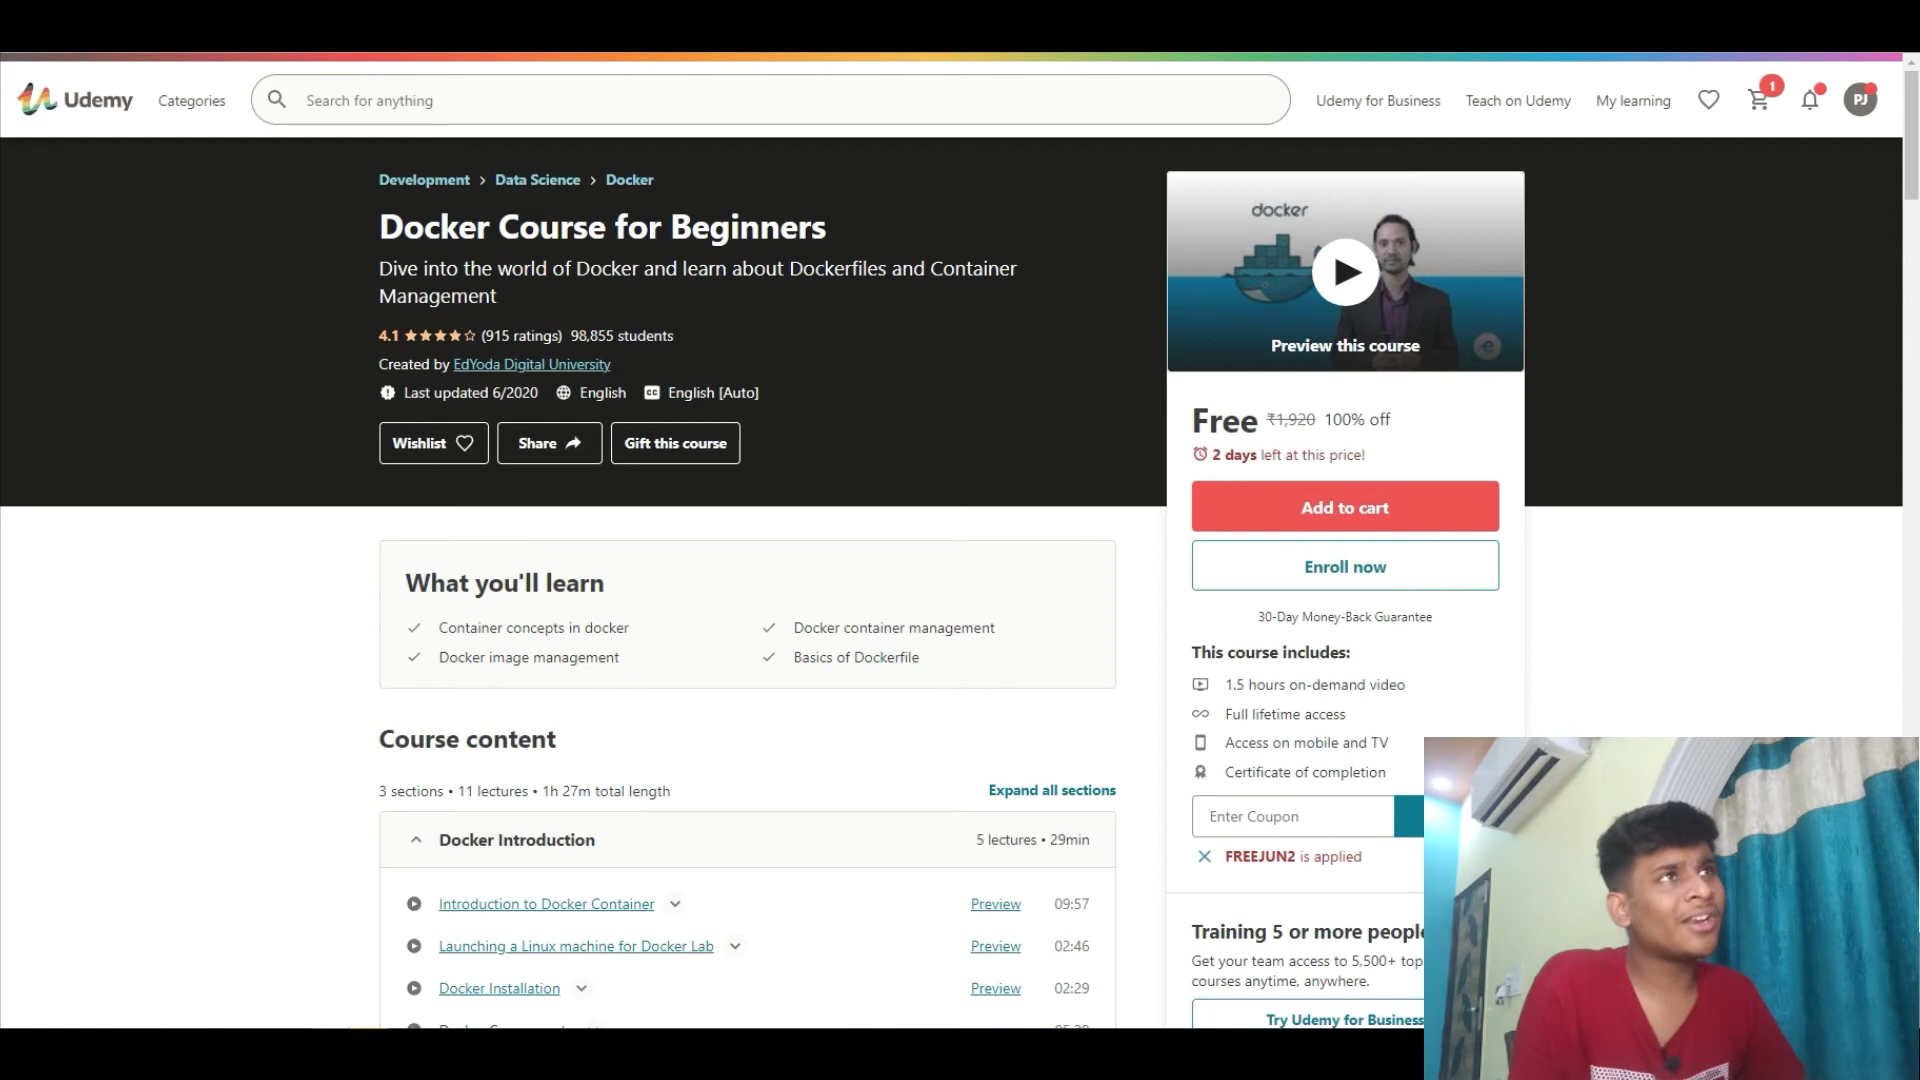 Udemy
Categories
Search for anything
Udemy for Business
Teach on Udemy
My learning
1
PJ
Development > Data Science > Docker
Docker Course for Beginners
Dive into the world of Docker and learn about Dockerfiles and Container
Management
4.1 (915 ratings) 98,855 students
Created by EdYoda Digital University
Last updated 6/2020 English CC English [Auto]
Wishlist
Share
Gift this course
docker
Preview this course
e
Free ₹1,920 100% off
2 days left at this price!
Add to cart
Enroll now
30-Day Money-Back Guarantee
This course includes:
1.5 hours on-demand video
Full lifetime access
Access on mobile and TV
Certificate of completion
Enter Coupon
FREEJUN2 is applied
Training 5 or more people
Get your team access to 5,500+ top
courses anytime, anywhere.
Try Udemy for Business
What you'll learn
Container concepts in docker
Docker container management
Docker image management
Basics of Dockerfile
Course content
3 sections • 11 lectures • 1h 27m total length
Expand all sections
Docker Introduction
5 lectures • 29min
Introduction to Docker Container
Preview
09:57
Launching a Linux machine for Docker Lab
Preview
02:46
Docker Installation
Preview
02:29